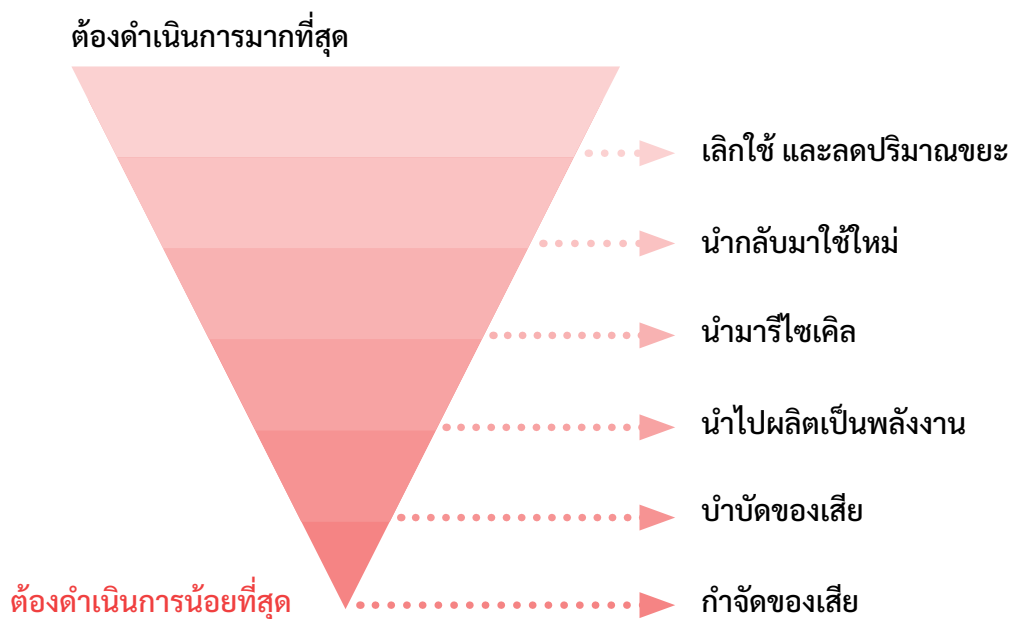 ต้องดำเนินการมากที่สุด
เลิกใช้ และลดปริมาณขยะ
นำกลับมาใช้ใหม่
นำมารีไซเคิล
นำไปผลิตเป็นพลังงาน
บำบัดของเสีย
ต้องดำเนินการน้อยที่สุด
กำจัดของเสีย